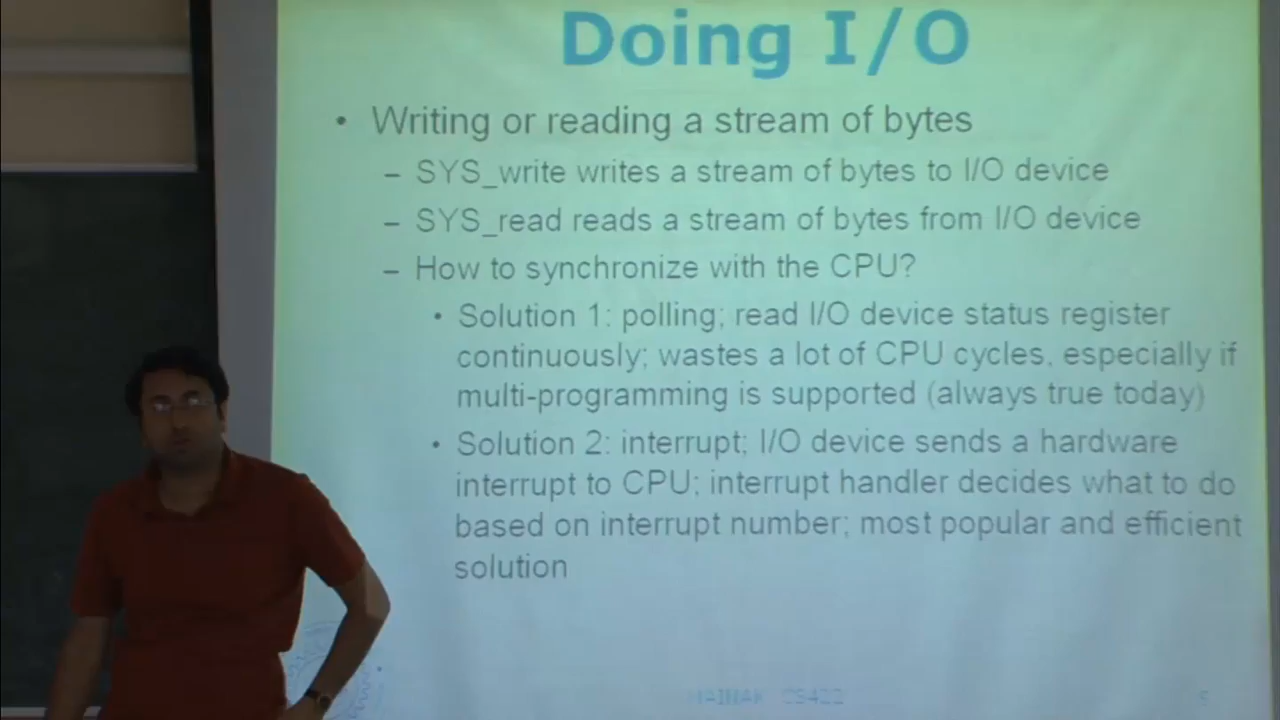 Doing I/O
• Writing or reading a stream of bytes
– SYS_write writes a stream of bytes to I/O device
– SYS_read reads a stream of bytes from I/O device
– How to synchronize with the CPU?
• Solution 1: polling; read I/O device status register
continuously; wastes a lot of CPU cycles, especially if
multi-programming is supported (always true today)
• Solution 2: interrupt; I/O device sends a hardware
interrupt to CPU; interrupt handler decides what to do
based on interrupt number; most popular and efficient
solution
MAINAK CS422
5